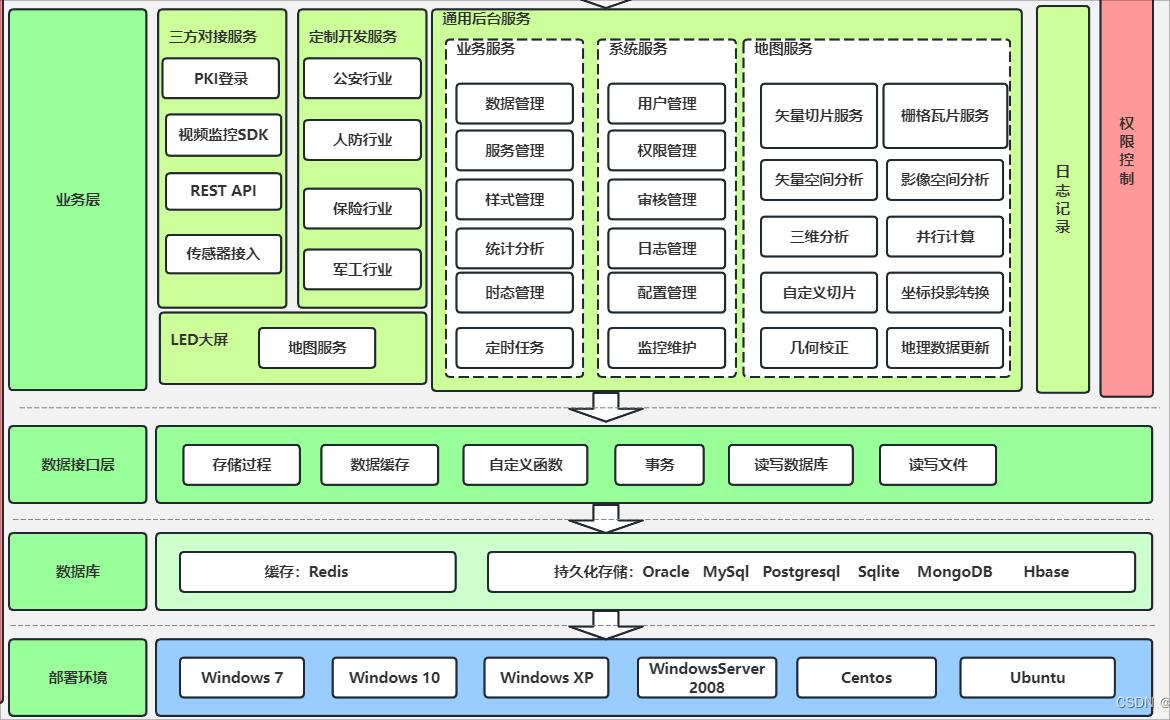 业务层
三方对接服务
PKI登录
视频监控SDK
REST API
传感器接入
定制开发服务
公安行业
人防行业
保险行业
军工行业
LED大屏
地图服务
通用后台服务
业务服务
数据管理
服务管理
样式管理
统计分析
时态管理
定时任务
系统服务
用户管理
权限管理
审核管理
日志管理
配置管理
监控维护
地图服务
矢量切片服务 栅格瓦片服务
矢量空间分析 影像空间分析
三维分析 并行计算
自定义切片 坐标投影转换
几何校正 地理数据更新
日志记录
权限控制
数据接口层
存储过程 数据缓存 自定义函数 事务 读写数据库 读写文件
数据库
缓存：Redis
持久化存储：Oracle MySql Postgresql Sqlite MongoDB Hbase
部署环境
Windows 7 Windows 10 Windows XP
WindowsServer
2008
Centos Ubuntu
CSDN @